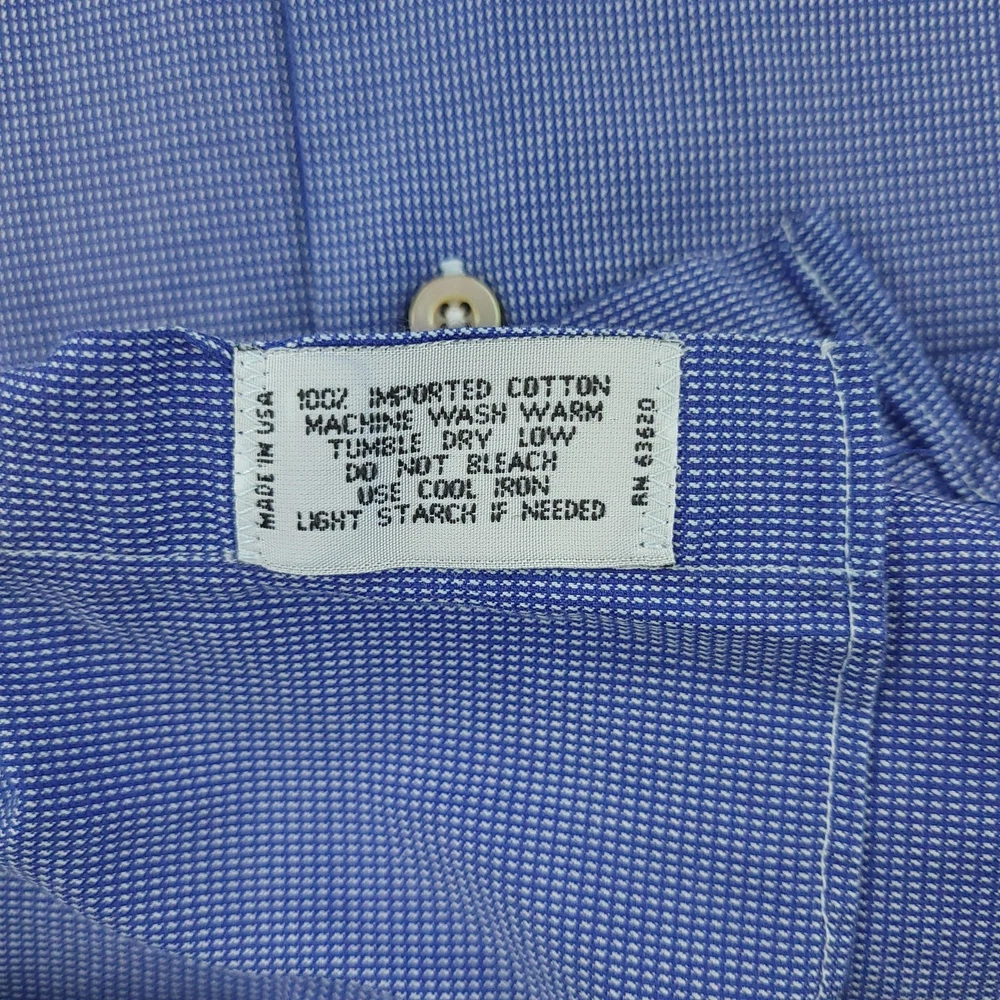 100% IMPORTED COTTON
MACHINE WASH WARM
TUMBLE DRY LOW
DO NOT BLEACH
USE COOL IRON
LIGHT STARCH IF NEEDED
MADE IN USA
RN 63620